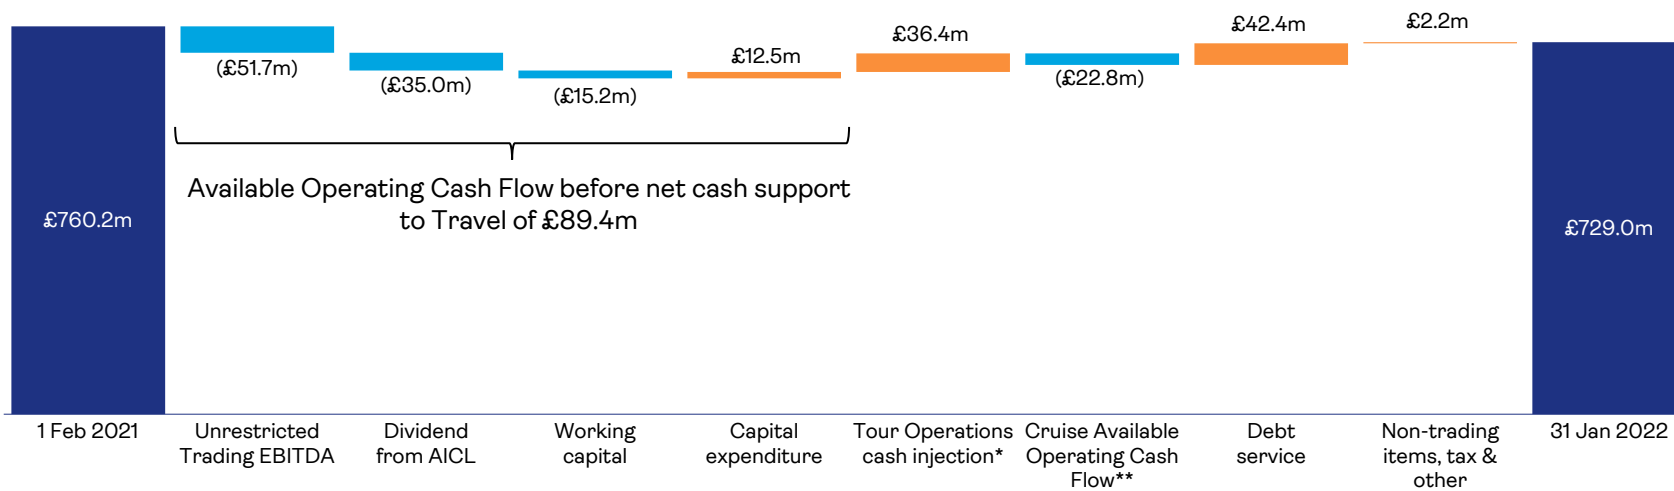 £760.2m
(£51.7m)
(£35.0m)
(£15.2m)
£12.5m
£36.4m
(£22.8m)
£42.4m
£2.2m
£729.0m
Available Operating Cash Flow before net cash support
to Travel of £89.4m
1 Feb 2021
Unrestricted
Trading EBITDA
Dividend
from AICL
Working
capital
Capital
expenditure
Tour Operations
cash injection*
Cruise Available
Operating Cash
Flow**
Debt
service
Non-trading
items, tax &
other
31 Jan 2022